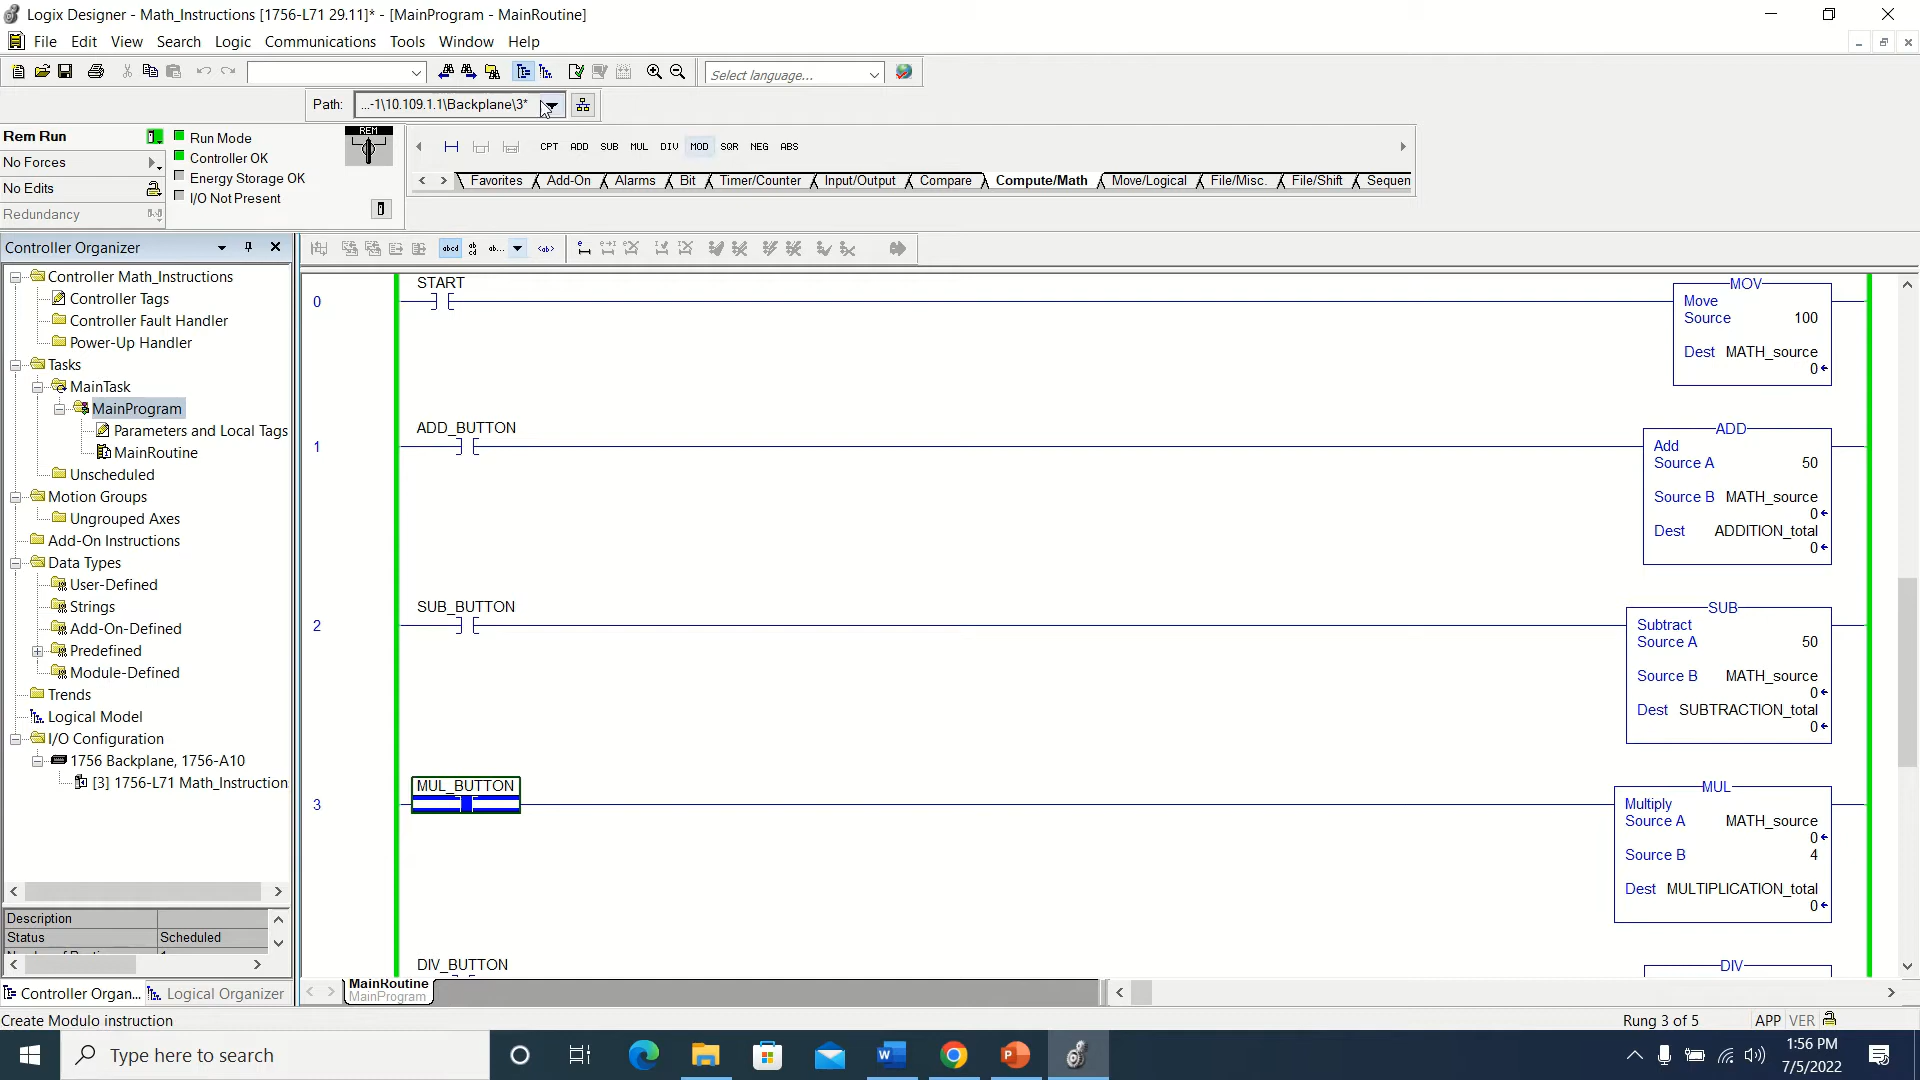 Logix Designer - Math_Instructions [1756-L71 29.11]* - [MainProgram - MainRoutine]
File Edit View Search Logic Communications Tools Window Help
Select language...
Path: ...-1\10.109.1.1\Backplane\3*
Rem Run
No Forces
No Edits
Redundancy
Run Mode
Controller OK
Energy Storage OK
I/O Not Present
REM
CPT ADD SUB MUL DIV MOD SQR NEG ABS
Favorites Add-On Alarms Bit Timer/Counter Input/Output Compare Compute/Math Move/Logical File/Misc. File/Shift Sequen
Controller Organizer
abcd ab ab... <ab>
Controller Math_Instructions
Controller Tags
Controller Fault Handler
Power-Up Handler
Tasks
MainTask
MainProgram
Parameters and Local Tags
MainRoutine
Unscheduled
Motion Groups
Ungrouped Axes
Add-On Instructions
Data Types
User-Defined
Strings
Add-On-Defined
Predefined
Module-Defined
Trends
Logical Model
I/O Configuration
1756 Backplane, 1756-A10
[3] 1756-L71 Math_Instruction
Description
Status Scheduled
Controller Organ... Logical Organizer
0
START
MOV
Move
Source 100
Dest MATH_source
0
1
ADD_BUTTON
ADD
Add
Source A 50
Source B MATH_source
0
Dest ADDITION_total
0
2
SUB_BUTTON
SUB
Subtract
Source A 50
Source B MATH_source
0
Dest SUBTRACTION_total
0
3
MUL_BUTTON
MUL
Multiply
Source A MATH_source
0
Source B 4
Dest MULTIPLICATION_total
0
DIV_BUTTON
DIV
MainRoutine
MainProgram
Create Modulo instruction
Rung 3 of 5 APP VER
Type here to search
1:56 PM
7/5/2022